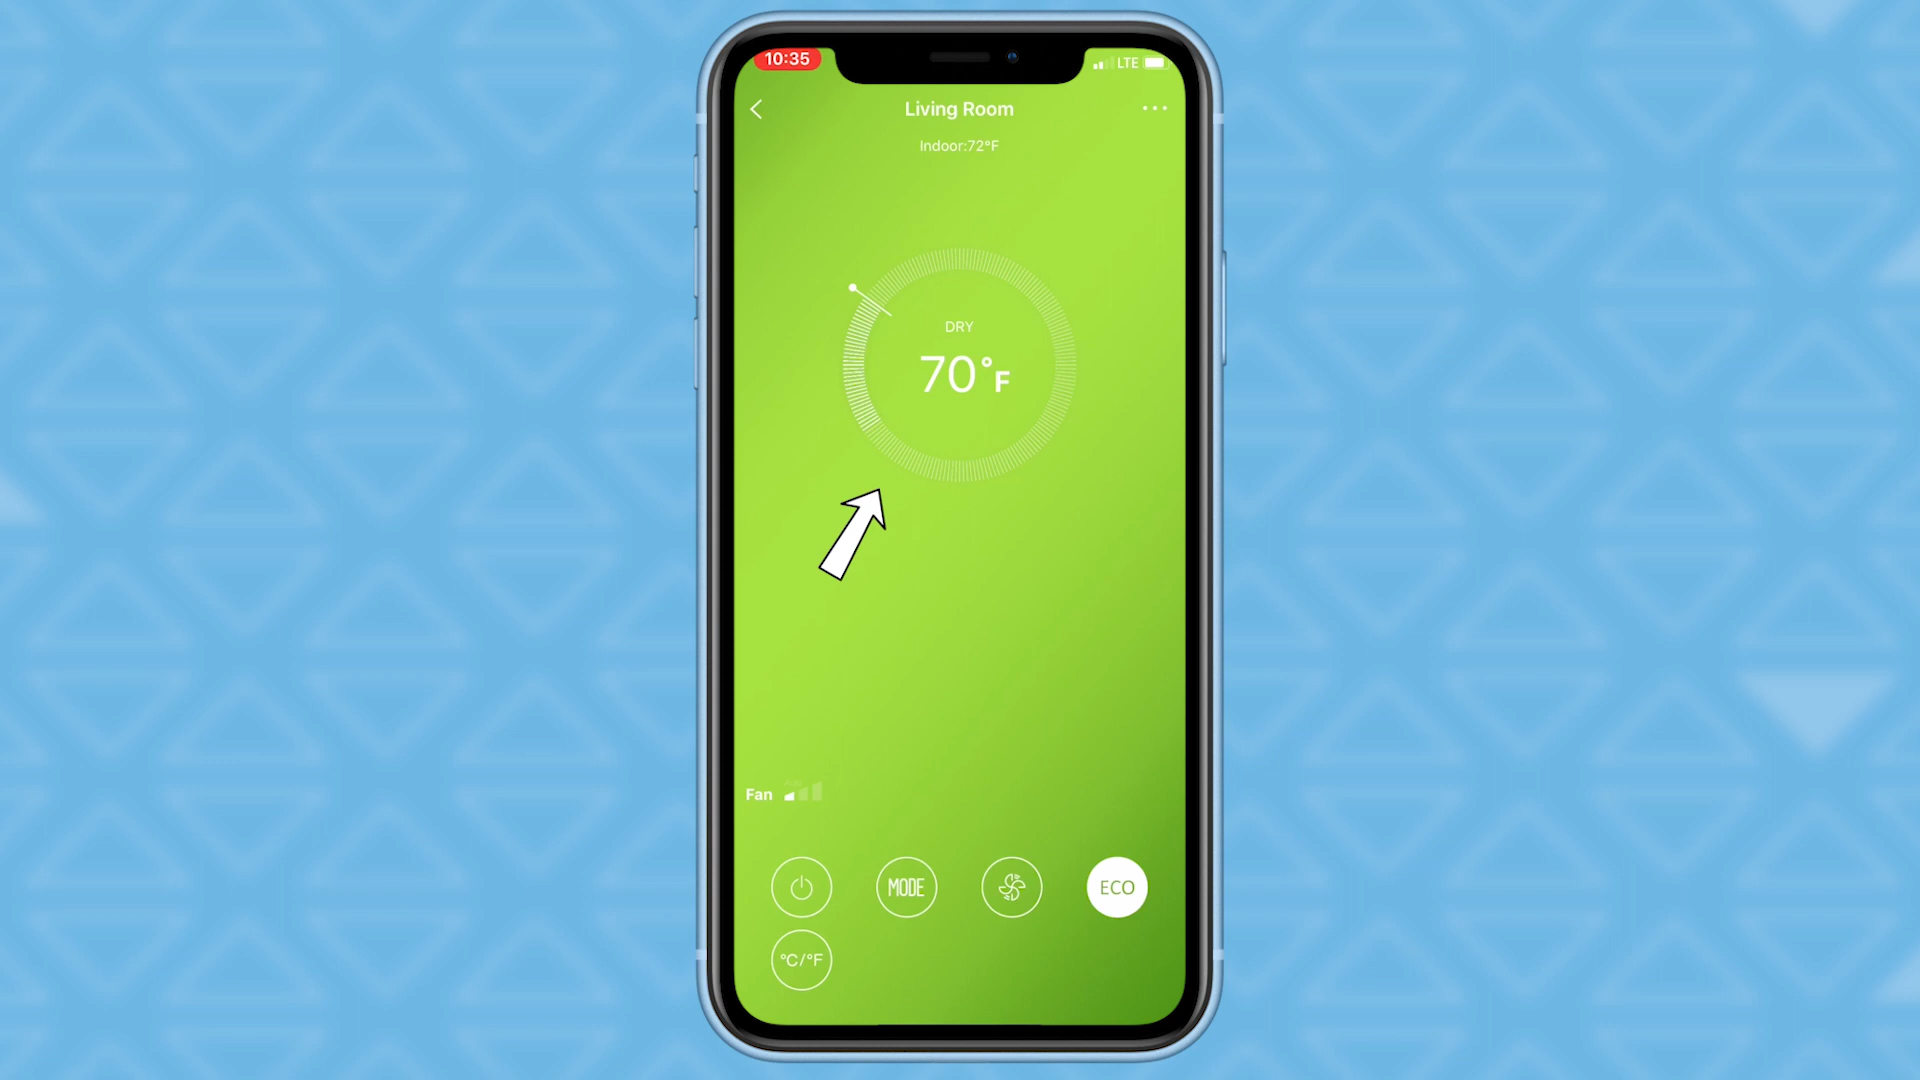 10:35
LTE
Living Room
Indoor:72°F
DRY
70°F
Fan
MODE
ECO
°C/°F